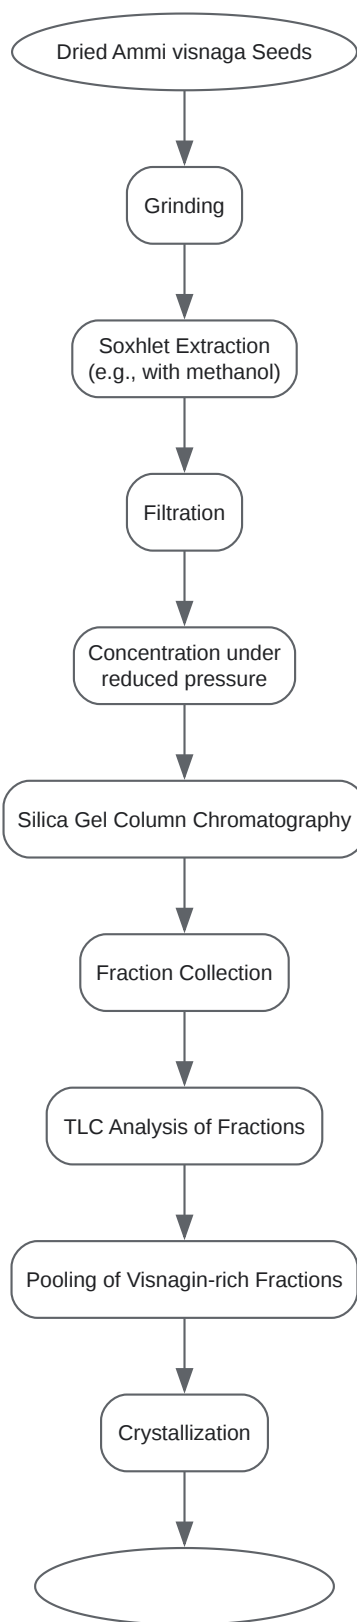 Dried Ammi visnaga Seeds
Grinding
Soxhlet Extraction
(e.g., with methanol)
Filtration
Concentration under
reduced pressure
Silica Gel Column Chromatography
Fraction Collection
TLC Analysis of Fractions
Pooling of Visnagin-rich Fractions
Crystallization